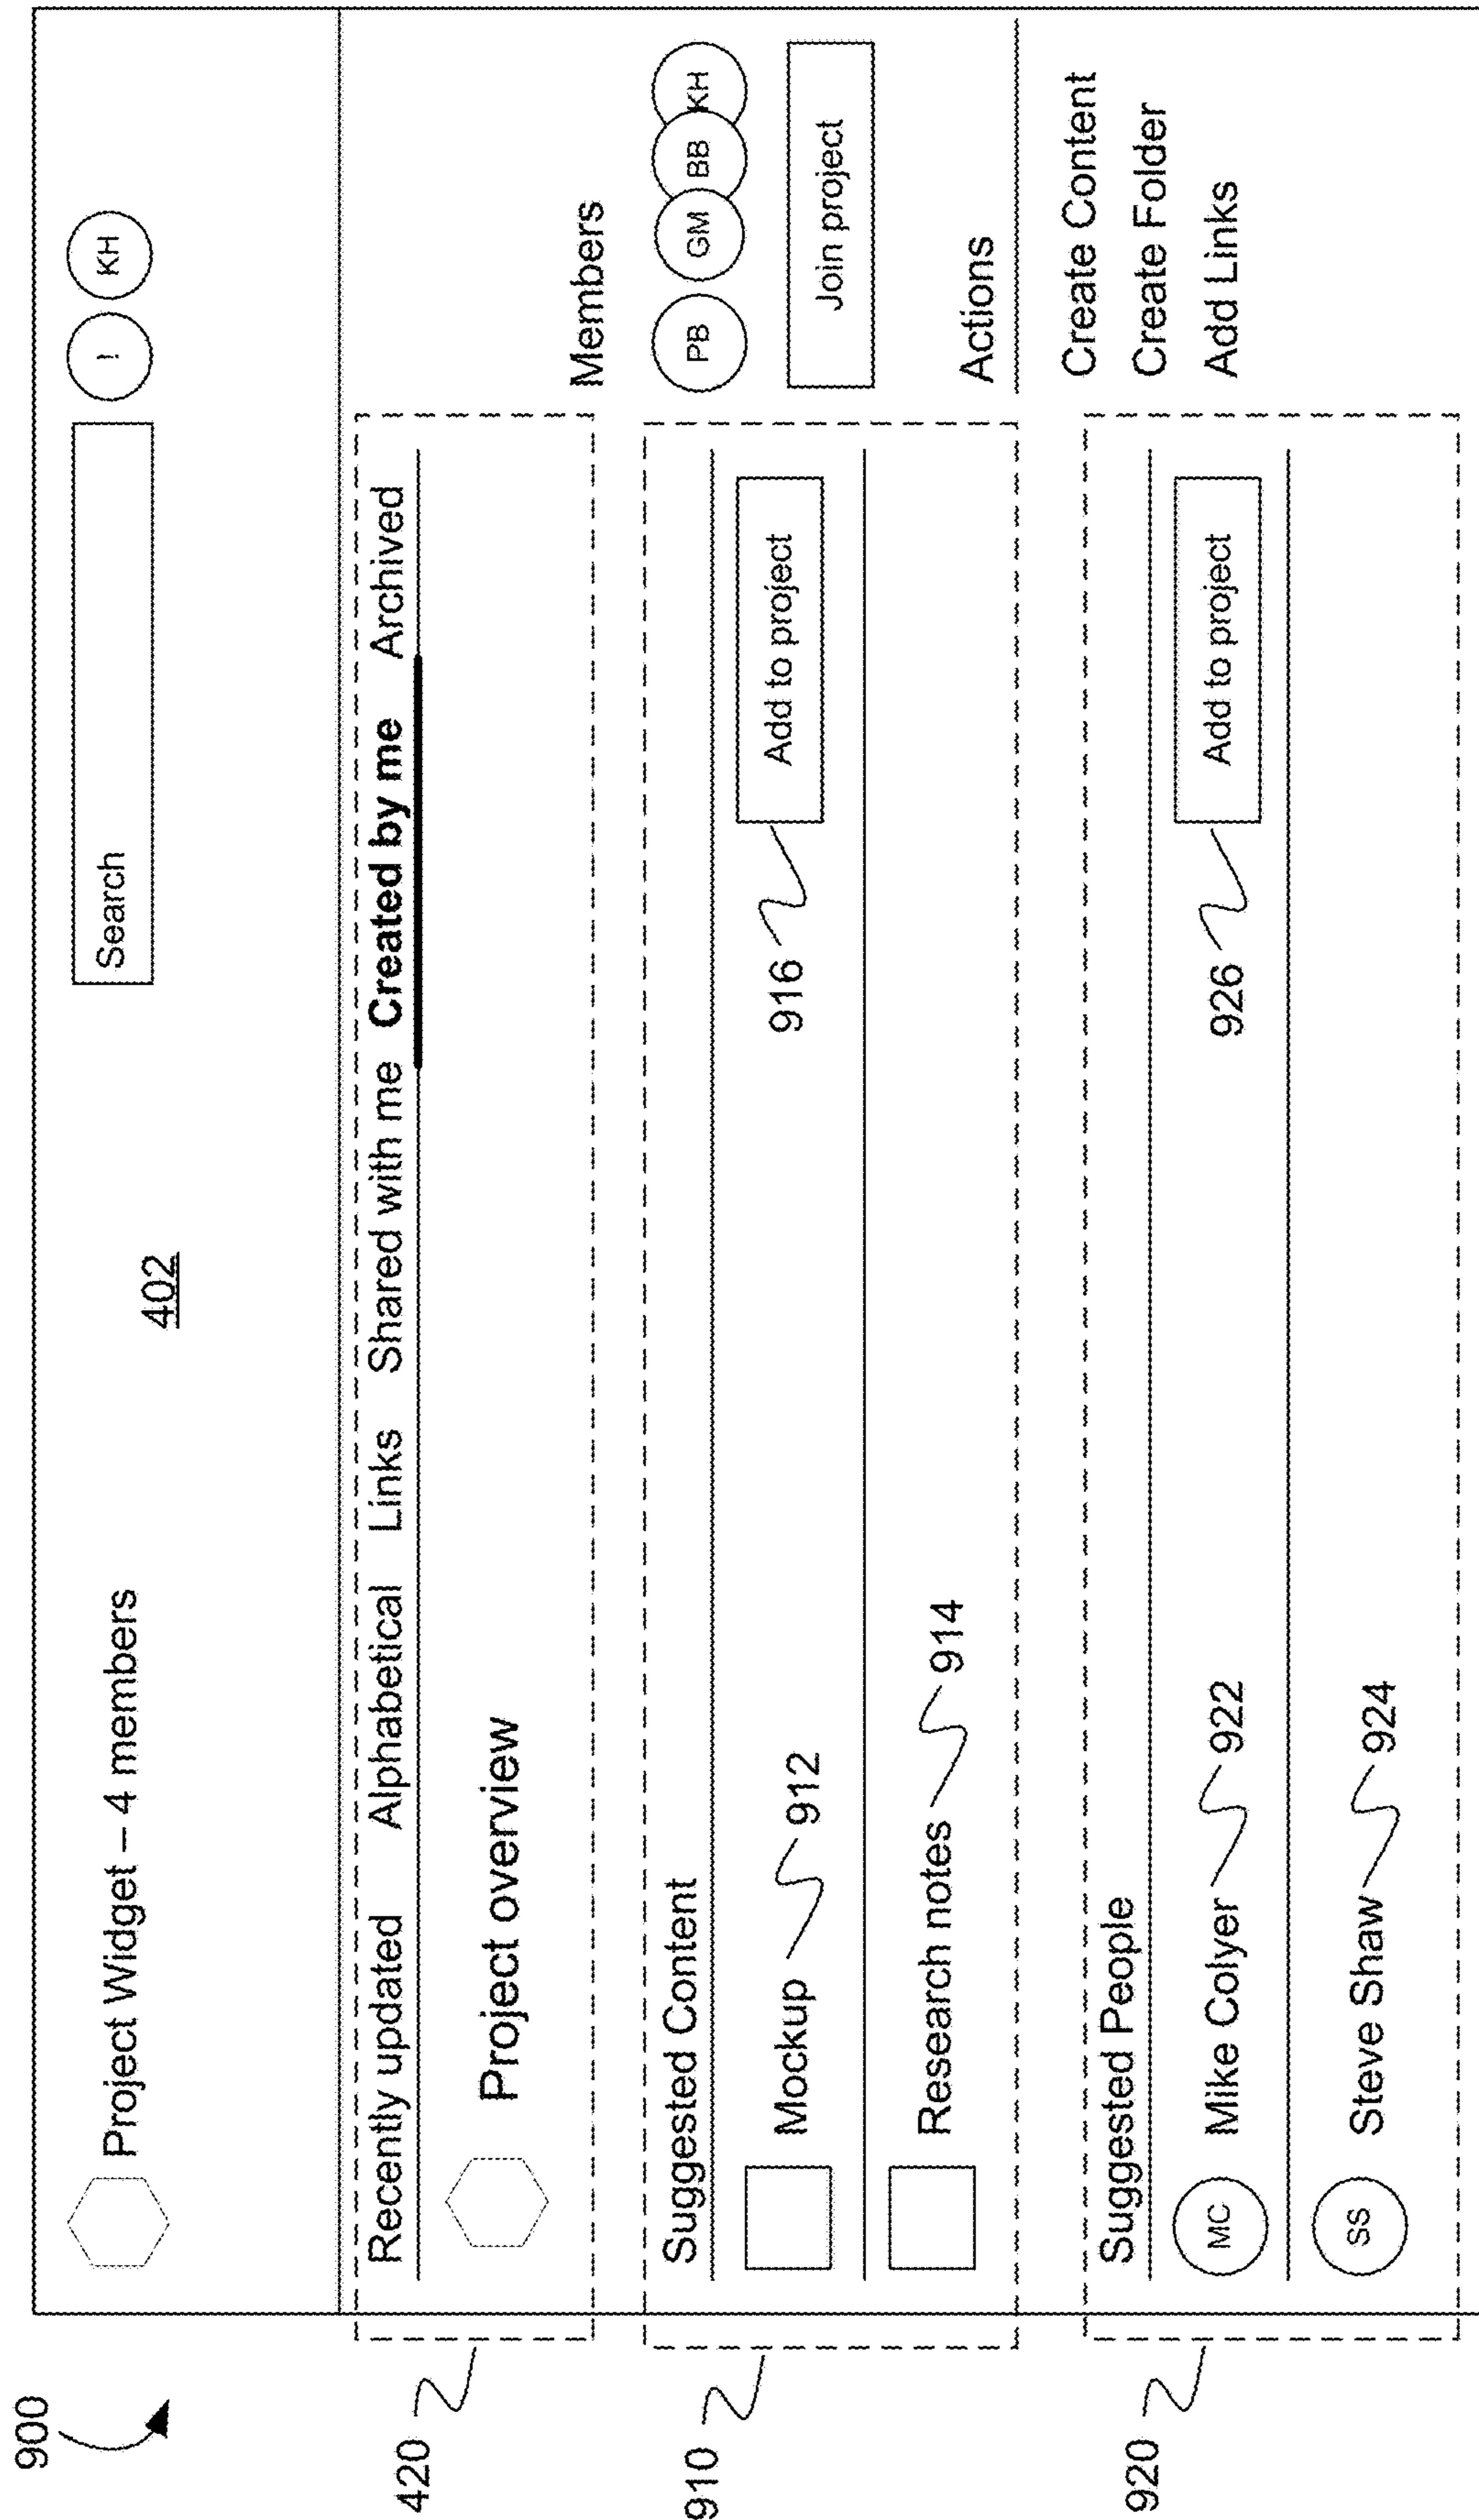 900
Project Widget – 4 members
402
Search
!
KH
420
Recently updated Alphabetical Links Shared with me Created by me Archived
Project overview
Members
PB GM BB KH
Join project
910
Suggested Content
Mockup 912
916 Add to project
Research notes 914
Actions
Create Content
Create Folder
Add Links
920
Suggested People
MC Mike Colyer 922
926 Add to project
SS Steve Shaw 924